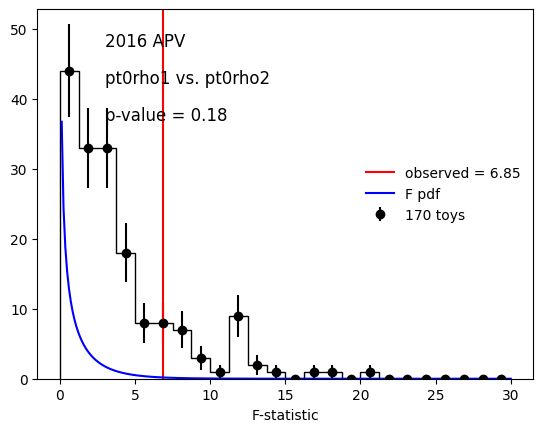 2016 APV
pt0rho1 vs. pt0rho2
p-value = 0.18
observed = 6.85
F pdf
170 toys
50
40
30
20
10
0
0 5 10 15 20 25 30
F-statistic